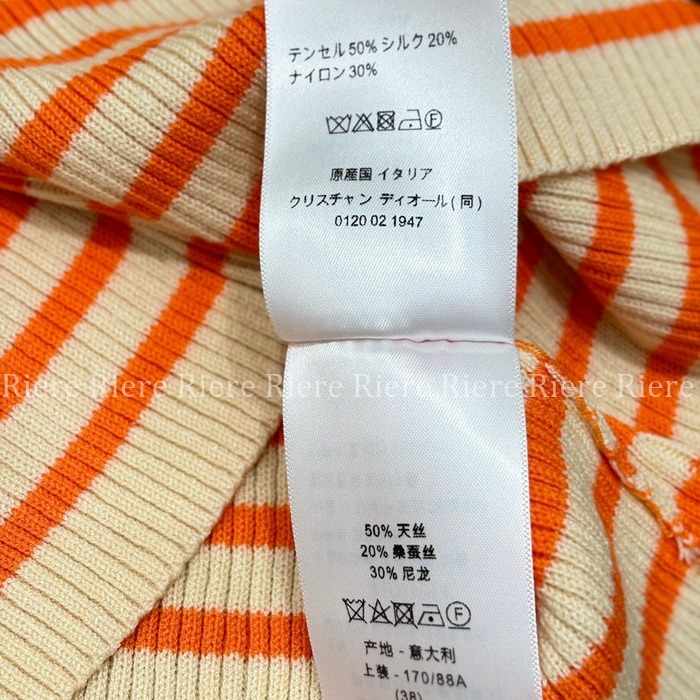 テンセル50% シルク20%
ナイロン30%
原産国 イタリア
クリスチャン ディオール(同)
0120 02 1947
Riere Riere Riere Riere Riere Riere Riere Riere
50% 天丝
20% 桑蚕丝
30% 尼龙
产地 - 意大利
上装 - 170/88A
(38)